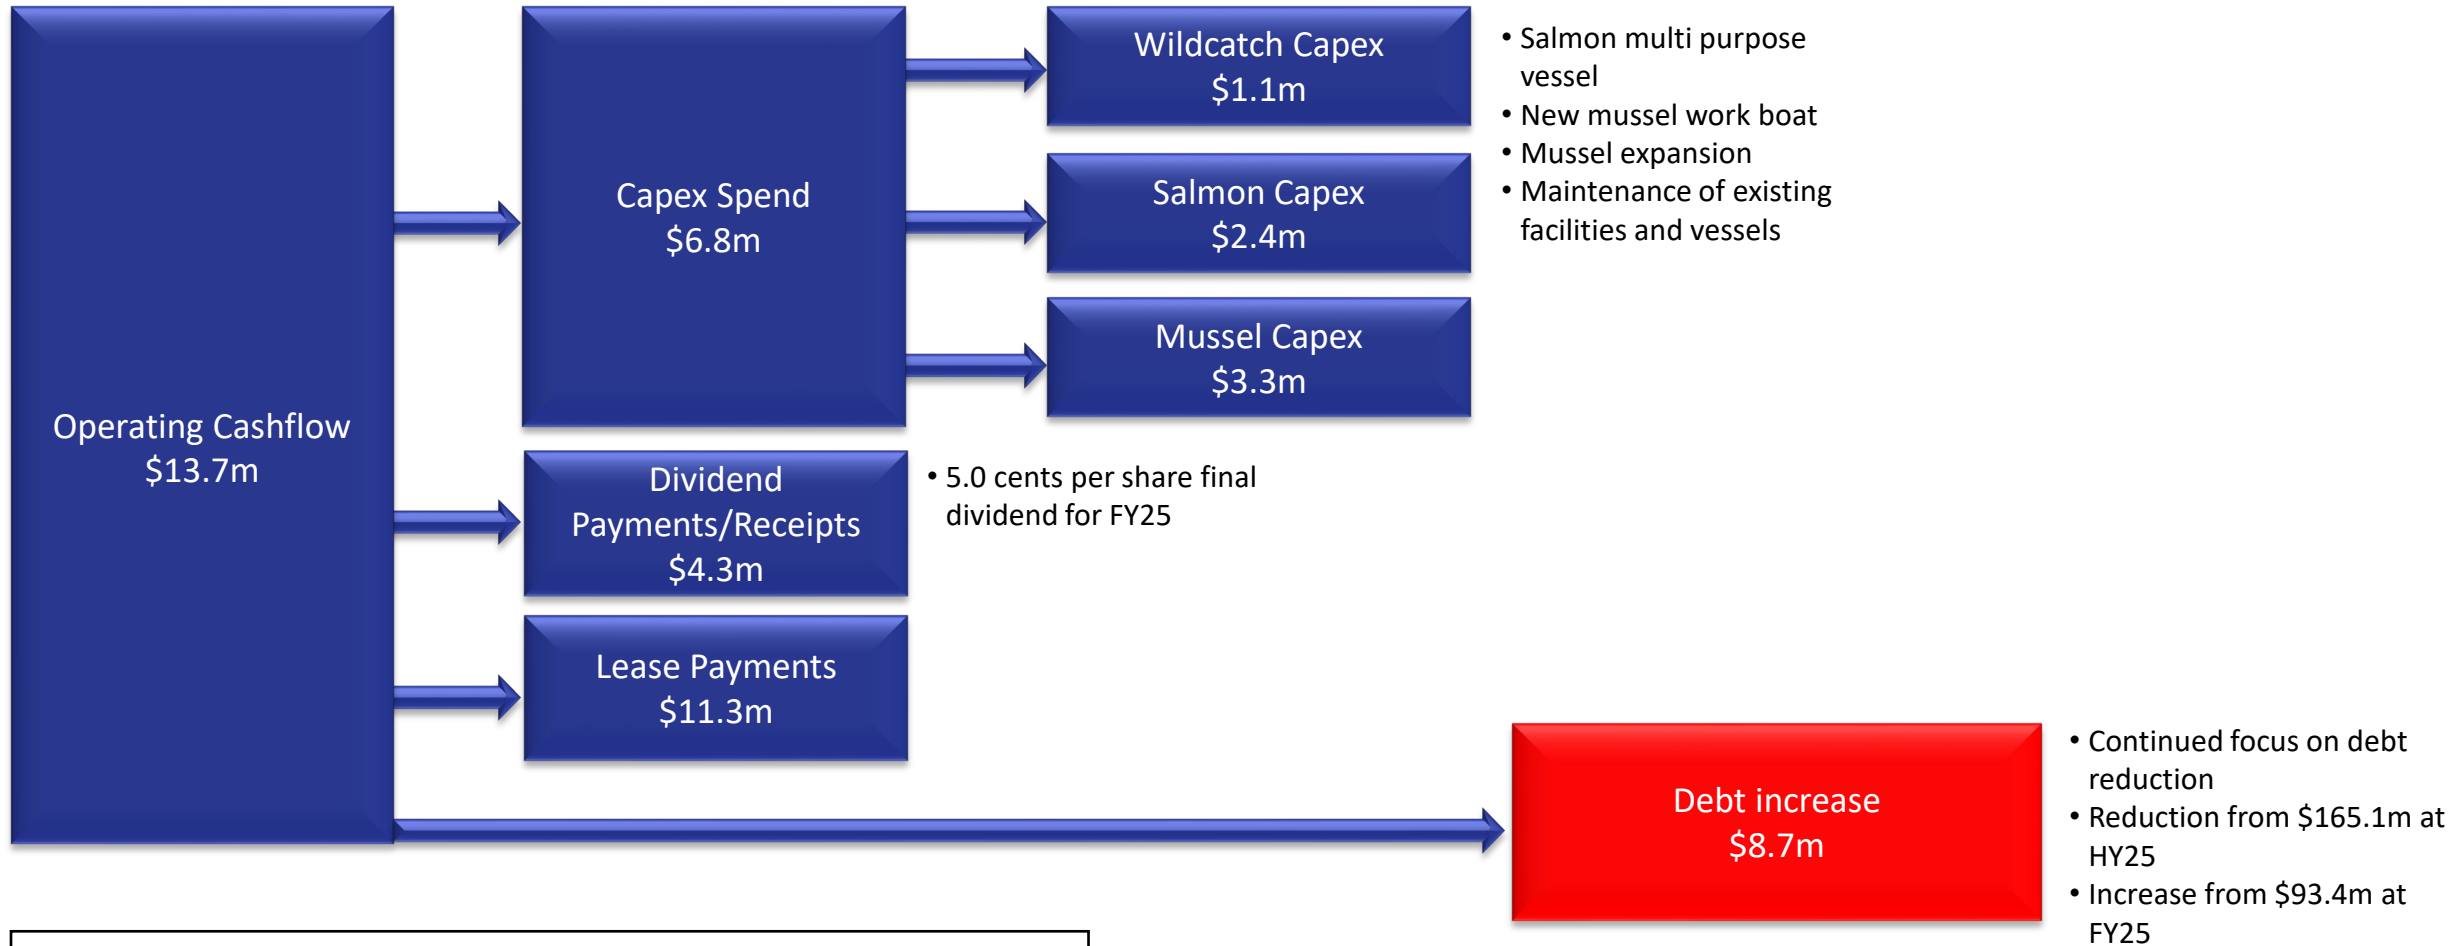 Operating Cashflow
$13.7m
Capex Spend
$6.8m
Wildcatch Capex
$1.1m
Salmon Capex
$2.4m
Mussel Capex
$3.3m
• Salmon multi purpose
vessel
• New mussel work boat
• Mussel expansion
• Maintenance of existing
facilities and vessels
Dividend
Payments/Receipts
$4.3m
• 5.0 cents per share final
dividend for FY25
Lease Payments
$11.3m
Debt increase
$8.7m
• Continued focus on debt
reduction
• Reduction from $165.1m at
HY25
• Increase from $93.4m at
FY25